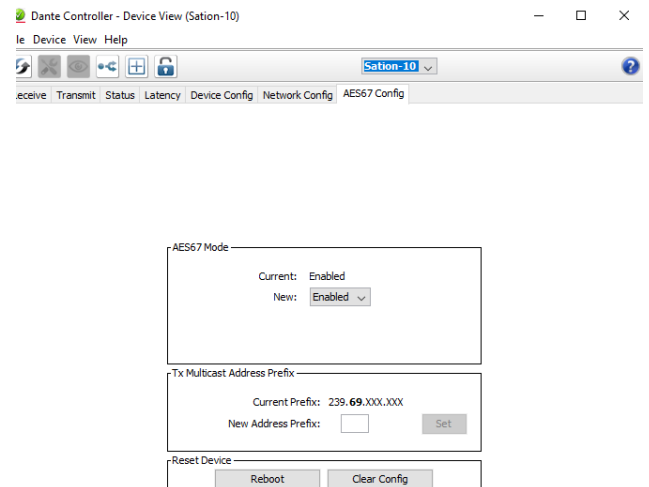 Dante Controller - Device View (Sation-10)
le Device View Help
Sation-10
eceive Transmit Status Latency Device Config Network Config AES67 Config
AES67 Mode
Current: Enabled
New: Enabled
Tx Multicast Address Prefix
Current Prefix: 239.69.XXX.XXX
New Address Prefix: Set
Reset Device
Reboot Clear Config